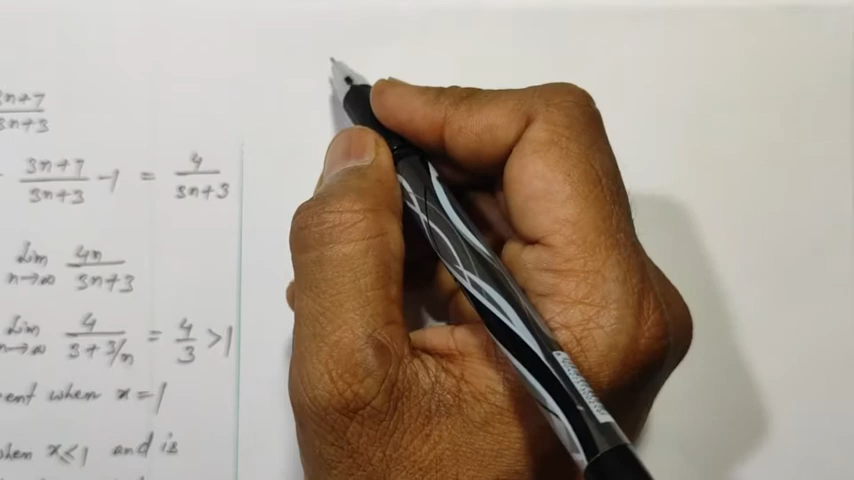 3n+7/3n+3
3n+7/3n+3 - 1 = 4/3n+3
lim n→∞ 4n/3n+3
lim n→∞ 4/3+3/n = 4/3 >1
when x=1
x≤1 and is